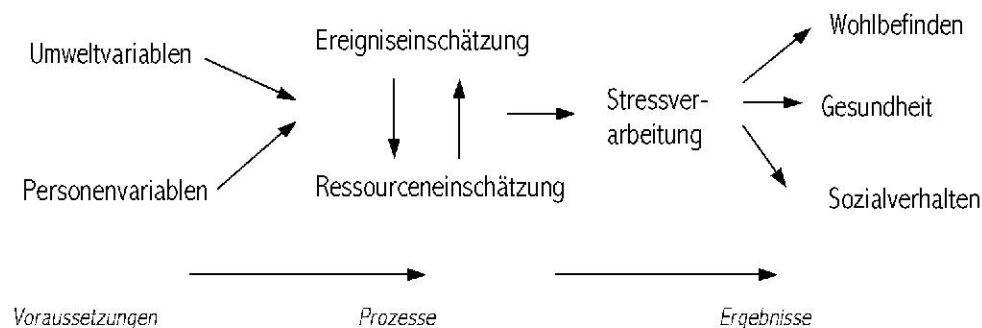 Umweltvariablen
Personenvariablen
Ereigniseinschätzung
Ressourceneinschätzung
Stressver-
arbeitung
Wohlbefinden
Gesundheit
Sozialverhalten
Voraussetzungen
Prozesse
Ergebnisse